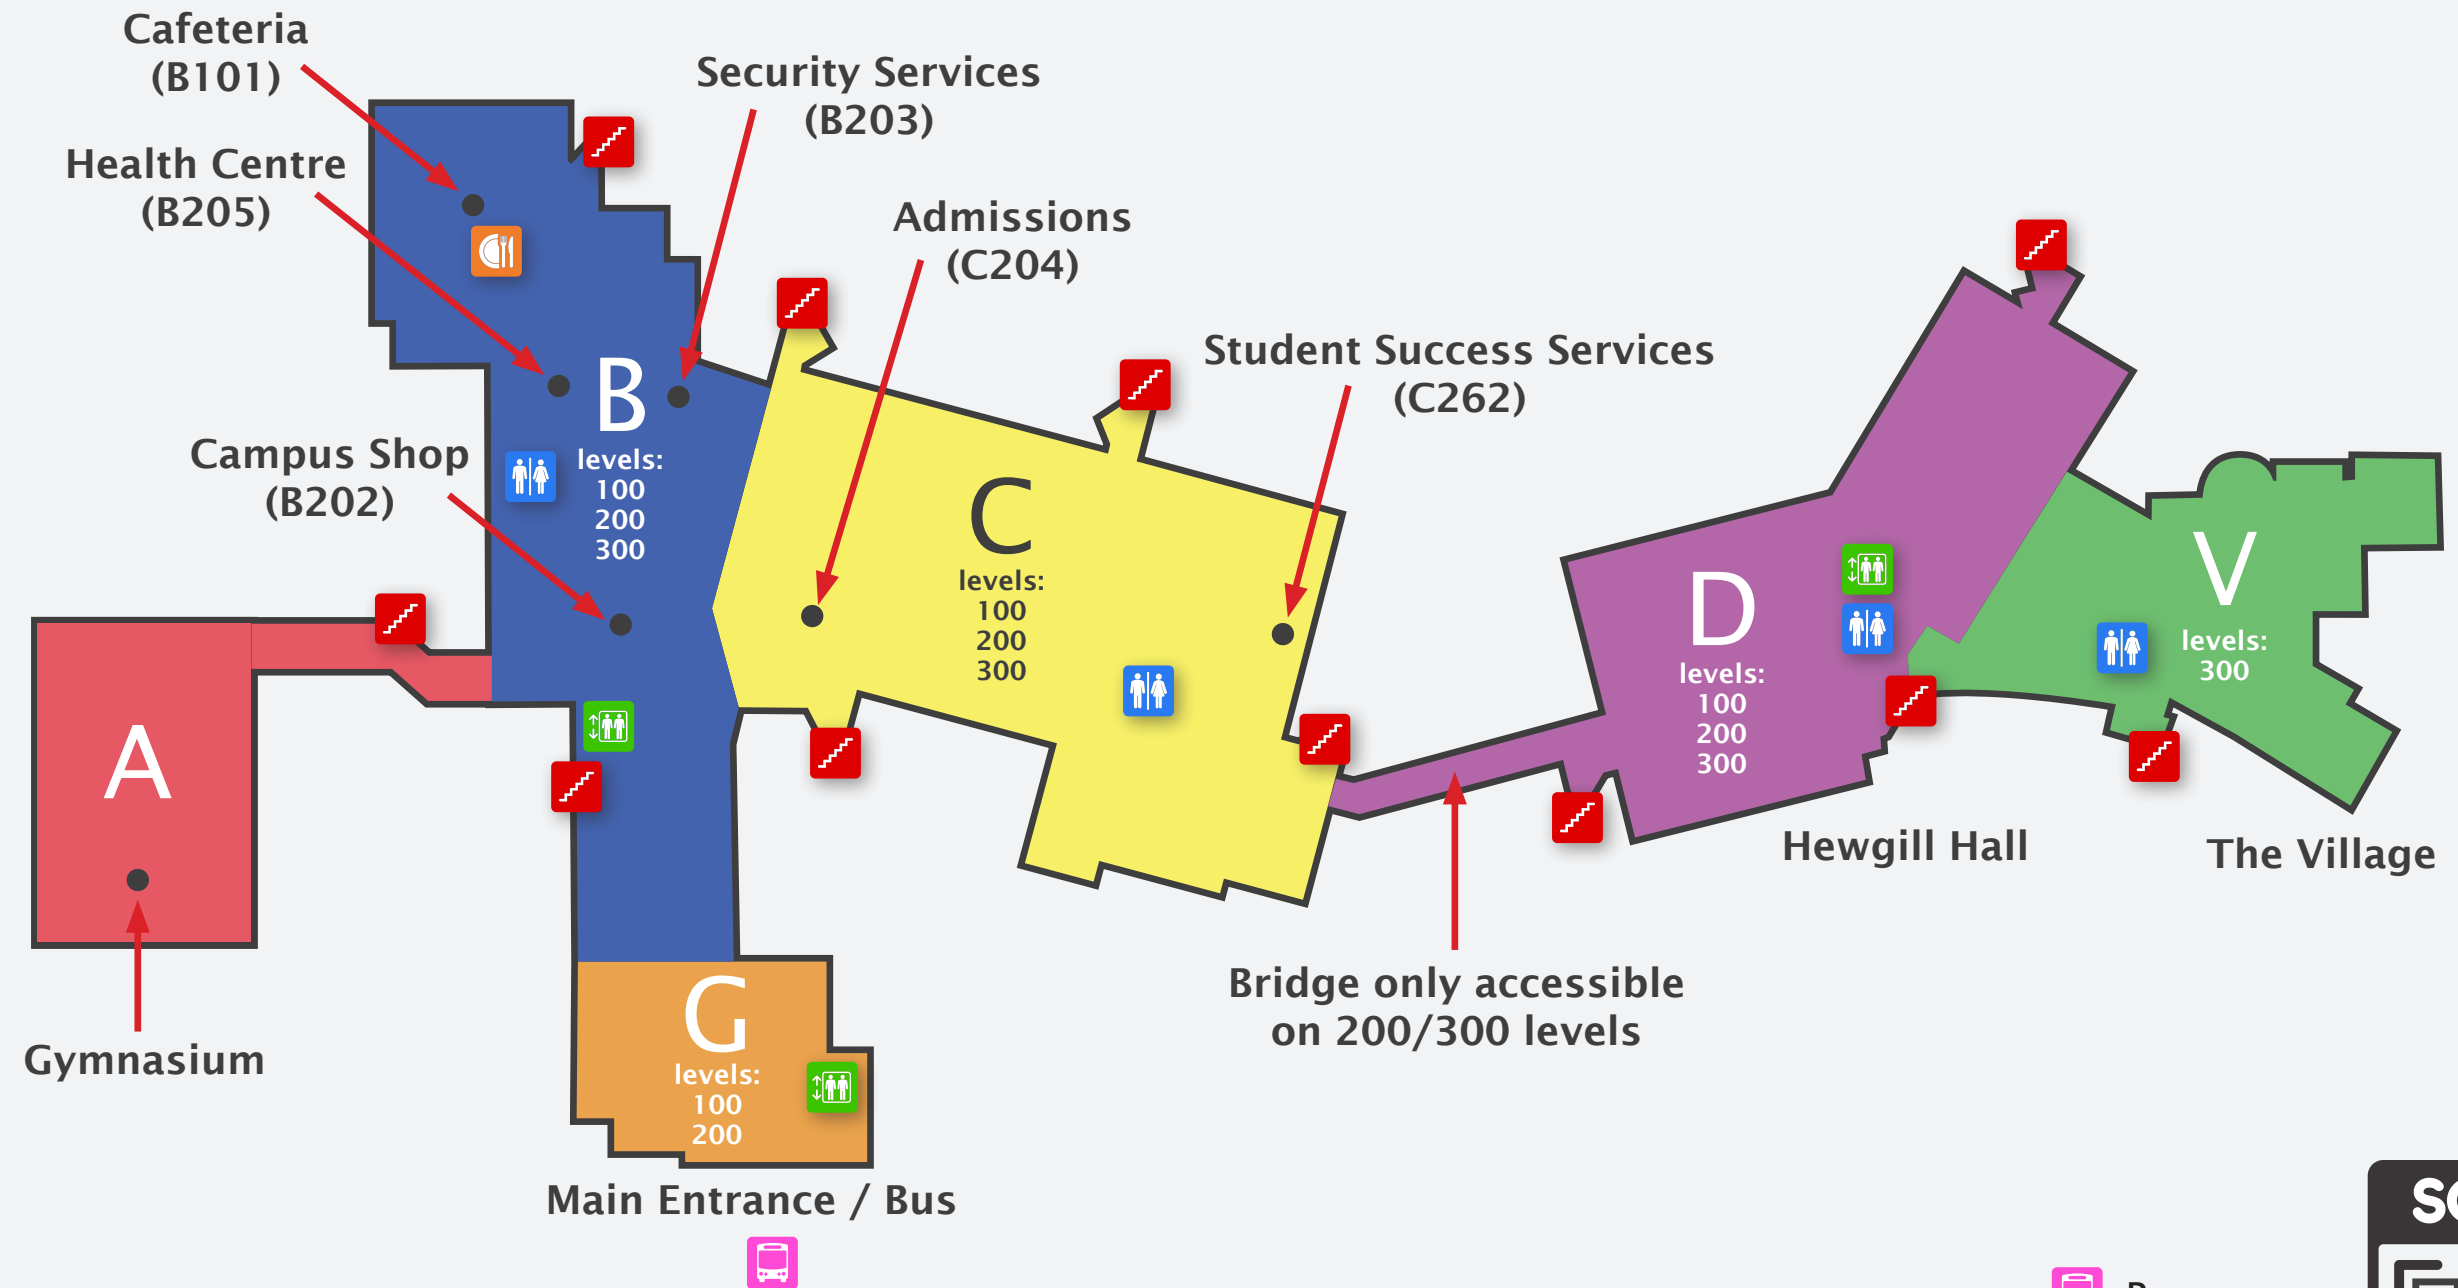 Cafeteria
(B101)
Security Services
(B203)
Health Centre
(B205)
Admissions
(C204)
Student Success Services
(C262)
Campus Shop
(B202)
B
levels:
100
200
300
C
levels:
100
200
300
D
levels:
100
200
300
V
levels:
300
A
Hewgill Hall
The Village
Bridge only accessible
on 200/300 levels
G
levels:
100
200
Gymnasium
Main Entrance / Bus